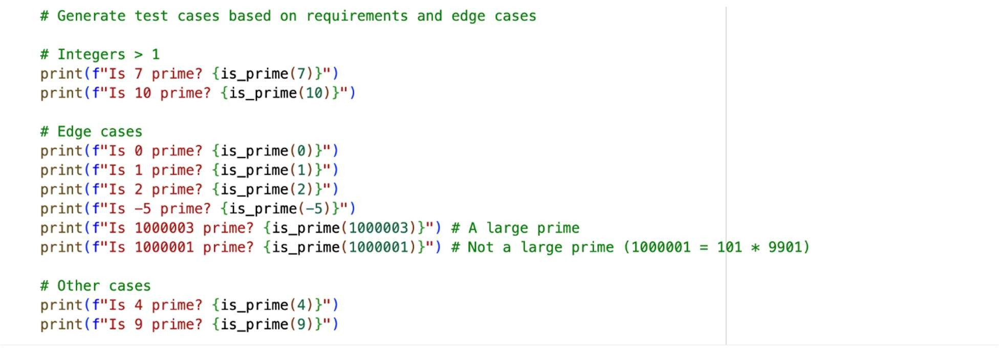 # Generate test cases based on requirements and edge cases
# Integers > 1
print(f"Is 7 prime? {is_prime(7)}")
print(f"Is 10 prime? {is_prime(10)}")
# Edge cases
print(f"Is 0 prime? {is_prime(0)}")
print(f"Is 1 prime? {is_prime(1)}")
print(f"Is 2 prime? {is_prime(2)}")
print(f"Is -5 prime? {is_prime(-5)}")
print(f"Is 1000003 prime? {is_prime(1000003)}") # A large prime
print(f"Is 1000001 prime? {is_prime(1000001)}") # Not a large prime (1000001 = 101 * 9901)
# Other cases
print(f"Is 4 prime? {is_prime(4)}")
print(f"Is 9 prime? {is_prime(9)}")